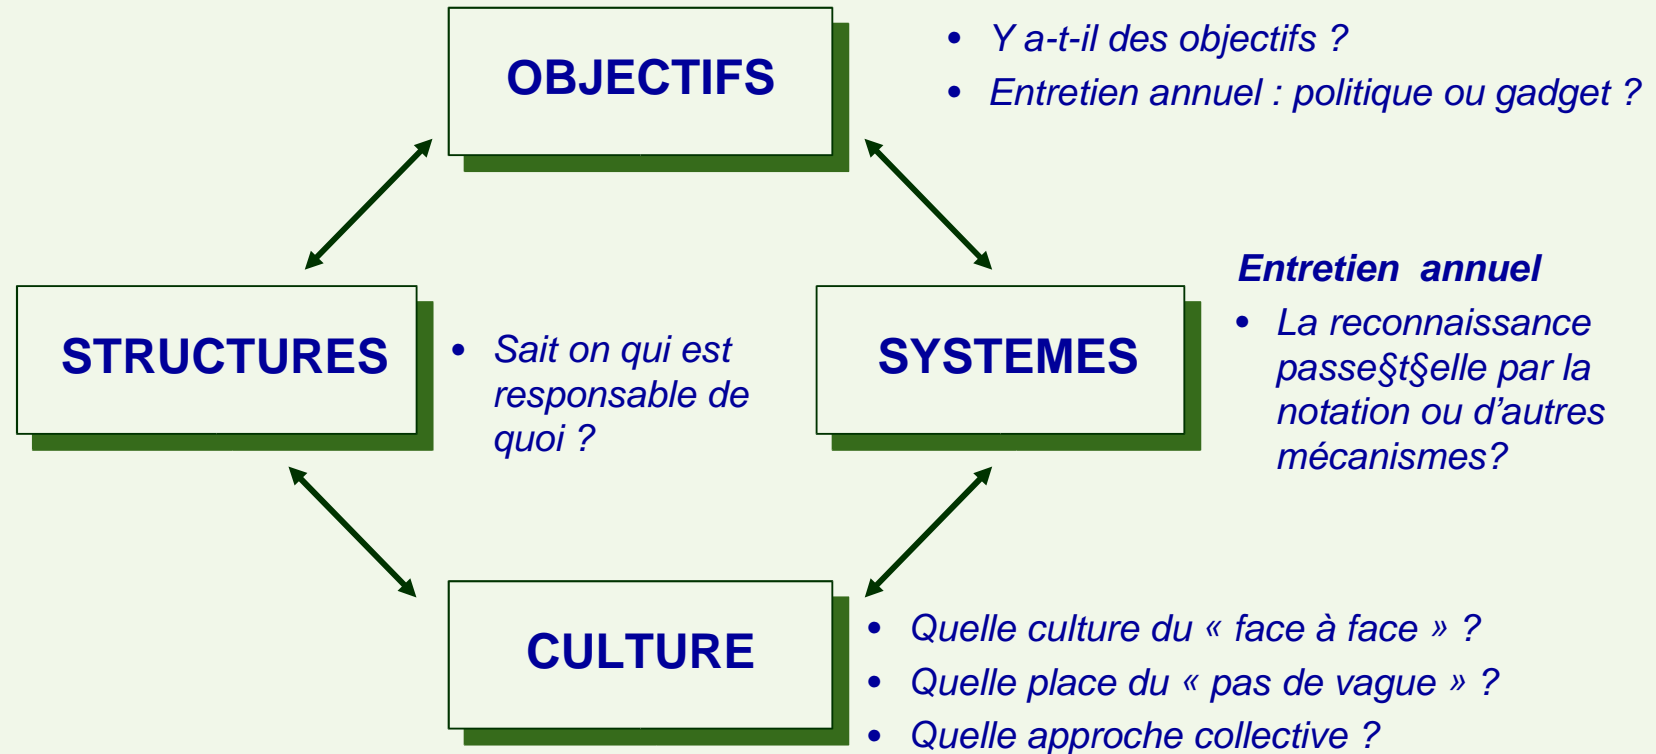 OBJECTIFS
• Y a-t-il des objectifs ?
• Entretien annuel : politique ou gadget ?
STRUCTURES
• Sait on qui est
responsable de
quoi ?
SYSTEMES
Entretien annuel
• La reconnaissance
passe§t§elle par la
notation ou d’autres
mécanismes?
CULTURE
• Quelle culture du « face à face » ?
• Quelle place du « pas de vague » ?
• Quelle approche collective ?